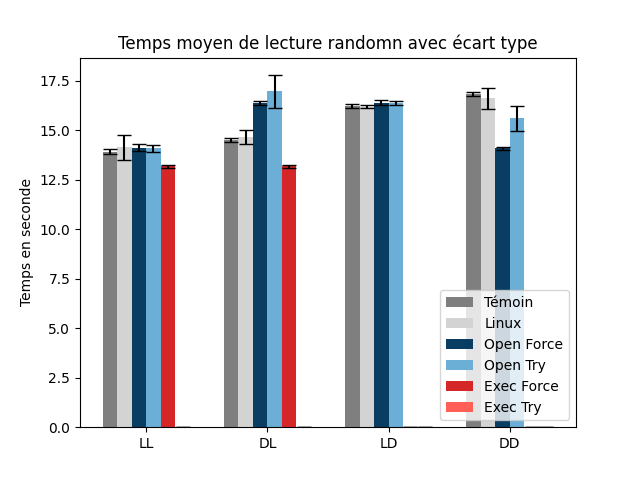 Temps moyen de lecture randomn avec écart type
Temps en seconde
17.5
15.0
12.5
10.0
7.5
5.0
2.5
0.0
LL
DL
LD
DD
Témoin
Linux
Open Force
Open Try
Exec Force
Exec Try